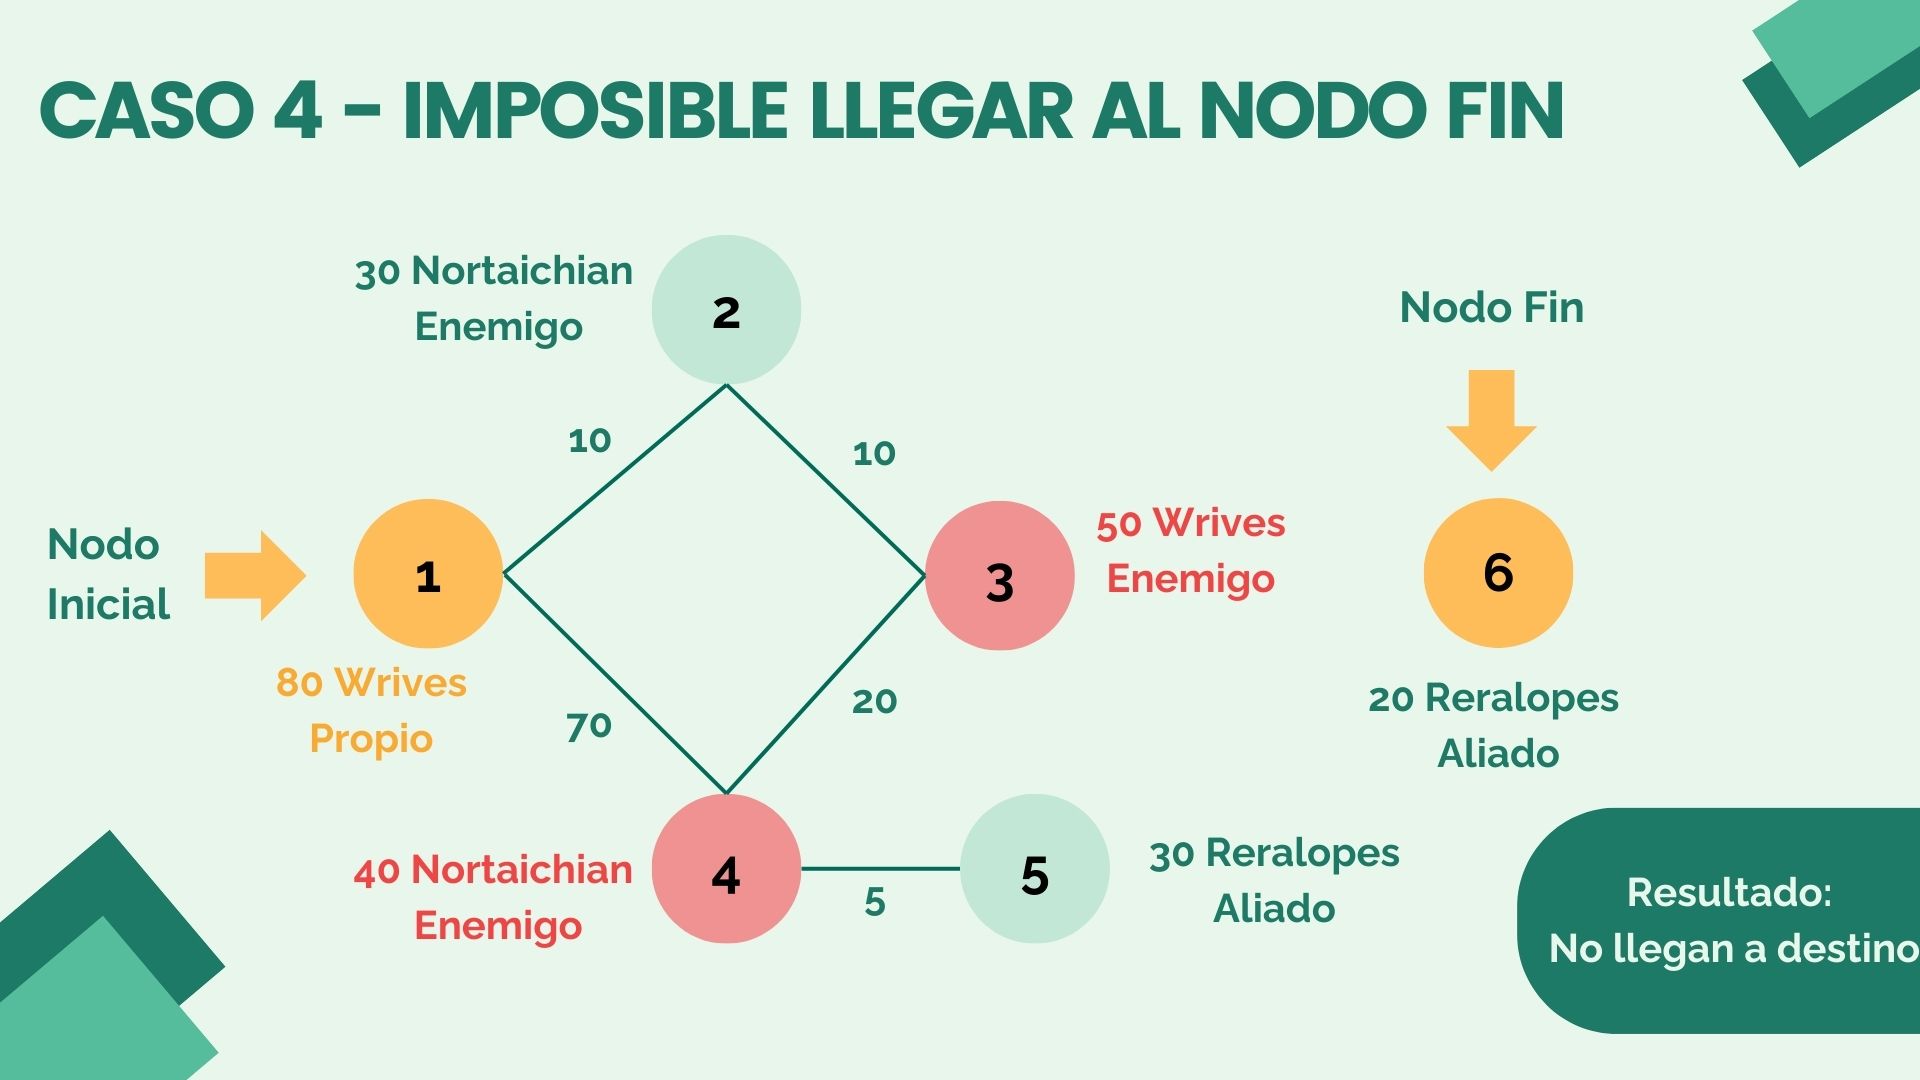 CASO 4 - IMPOSIBLE LLEGAR AL NODO FIN
30 Nortaichian
Enemigo
2
Nodo Fin
10
10
Nodo
Inicial
1
3
50 Wrives
Enemigo
6
80 Wrives
Propio
70
20
20 Reralopes
Aliado
40 Nortaichian
Enemigo
4
5
5
30 Reralopes
Aliado
Resultado:
No llegan a destino